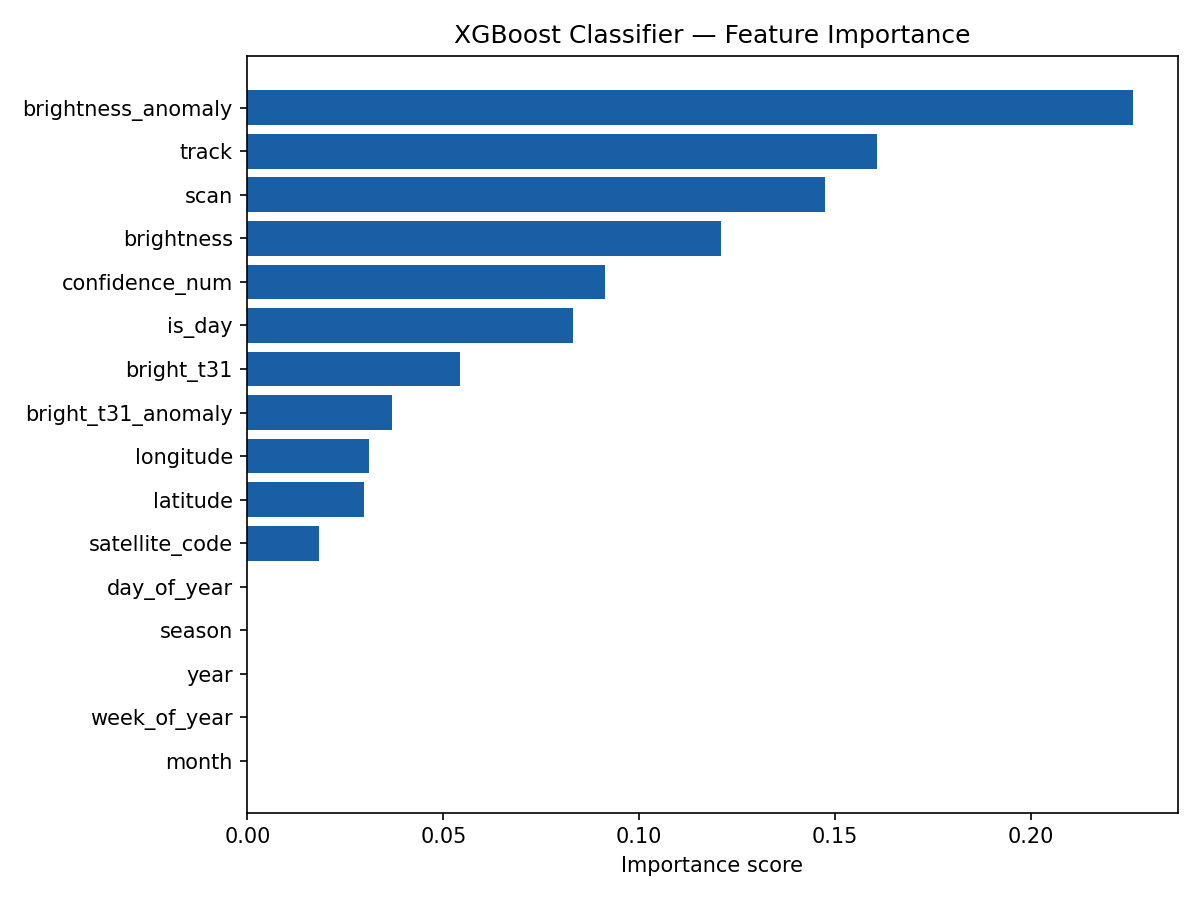 XGBoost Classifier — Feature Importance
brightness_anomaly
track
scan
brightness
confidence_num
is_day
bright_t31
bright_t31_anomaly
longitude
latitude
satellite_code
day_of_year
season
year
week_of_year
month
0.00 0.05 0.10 0.15 0.20
Importance score